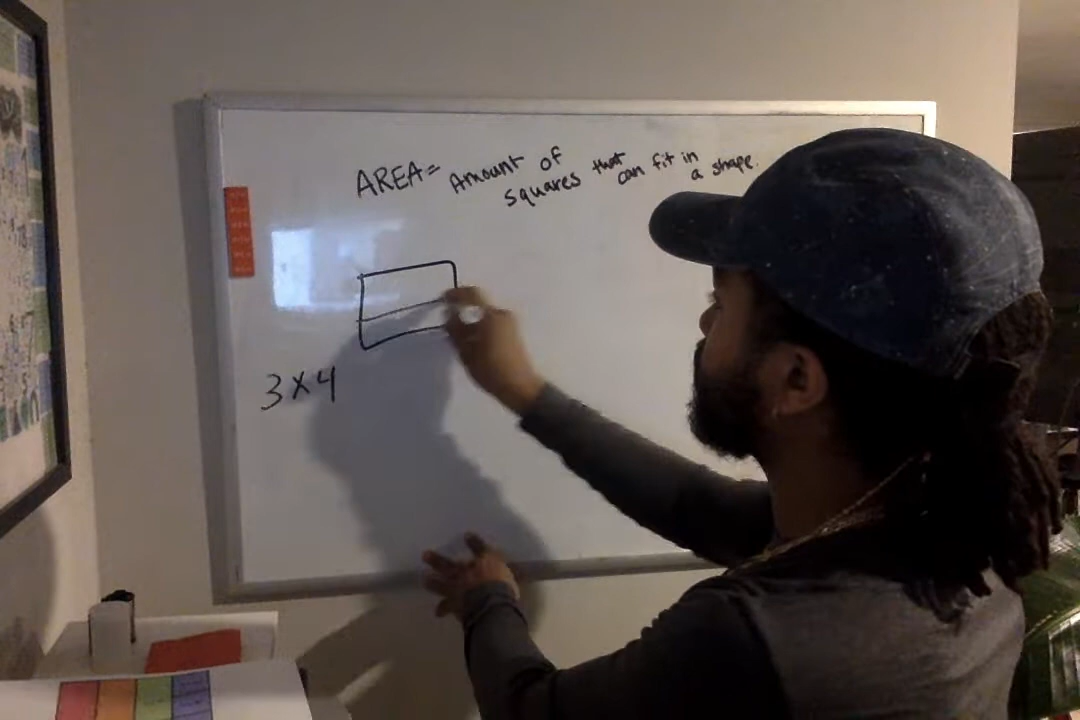 AREA= Amount of squares that can fit in a shape.
3x4